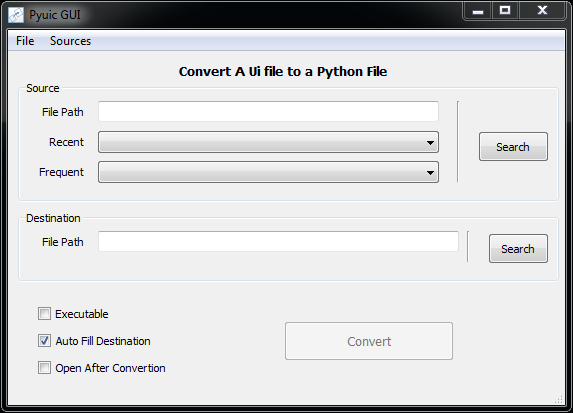 Pyuic GUI
File Sources
Convert A Ui file to a Python File
Source
File Path
Recent
Search
Frequent
Destination
File Path
Search
Executable
Auto Fill Destination
Convert
Open After Convertion